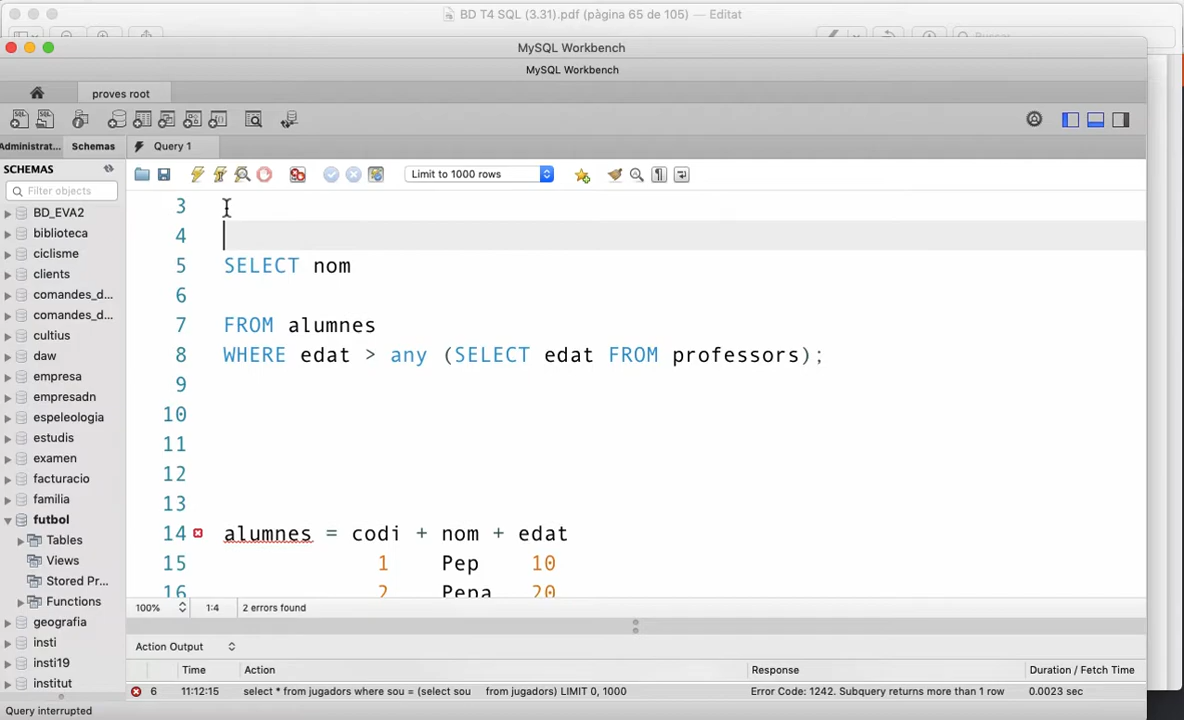 BD T4 SQL (3.31).pdf (pàgina 65 de 105) — Editat
MySQL Workbench
MySQL Workbench
proves root
Administrat... Schemas Query 1
SCHEMAS
Limit to 1000 rows
Filter objects
BD_EVA2
biblioteca
ciclisme
clients
comandes_d...
comandes_d...
cultius
daw
empresa
empresadn
espeleologia
estudis
examen
facturacio
familia
futbol
Tables
Views
Stored Pr...
Functions
geografia
insti
insti19
institut
3
4
5 SELECT nom
6
7 FROM alumnes
8 WHERE edat > any (SELECT edat FROM professors);
9
10
11
12
13
14 alumnes = codi + nom + edat
15 1 Pep 10
16 2 Pepa 20
100% 1:4 2 errors found
Action Output
Time Action Response Duration / Fetch Time
6 11:12:15 select * from jugadors where sou = (select sou from jugadors) LIMIT 0, 1000 Error Code: 1242. Subquery returns more than 1 row 0.0023 sec
Query interrupted